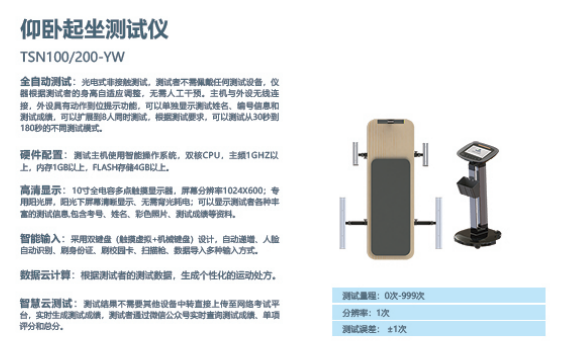 仰卧起坐测试仪
TSN100/200-YW
全自动测试：光电式非接触测试，测试者不需佩戴任何测试设备，仪
器根据测试者的身高自适应调整，无需人工干预。主机与外设无线连
接，外设具有动作到位提示功能，可以单独显示测试姓名、编号信息和
测试成绩，可以扩展到8人同时测试，根据测试要求，可以测试从30秒到
180秒的不同测试模式。
硬件配置：测试主机使用智能操作系统，双核CPU，主频1GHZ以
上，内存1GB以上，FLASH存储4GB以上。
高清显示：10寸全电容多点触摸显示器，屏幕分辨率1024X600；专
用阳光屏，阳光下屏幕清晰显示、无需背光耗电；可以显示测试者各种丰
富的测试信息,包含考号、姓名、彩色照片、测试成绩等资料。
智能输入：采用双键盘（触摸虚拟+机械键盘）设计，自动递增、人脸
自动识别、刷身份证、刷校园卡、扫描枪、数据导入多种输入方式。
数据云计算：根据测试者的测试数据，生成个性化的运动处方。
智慧云测试：测试结果不需要其他设备中转直接上传至网络考试平
台，实时生成测试成绩，测试者通过微信公众号实时查询测试成绩、单项
评分和总分。
测试量程：0次-999次
分辨率：1次
测试误差：±1次